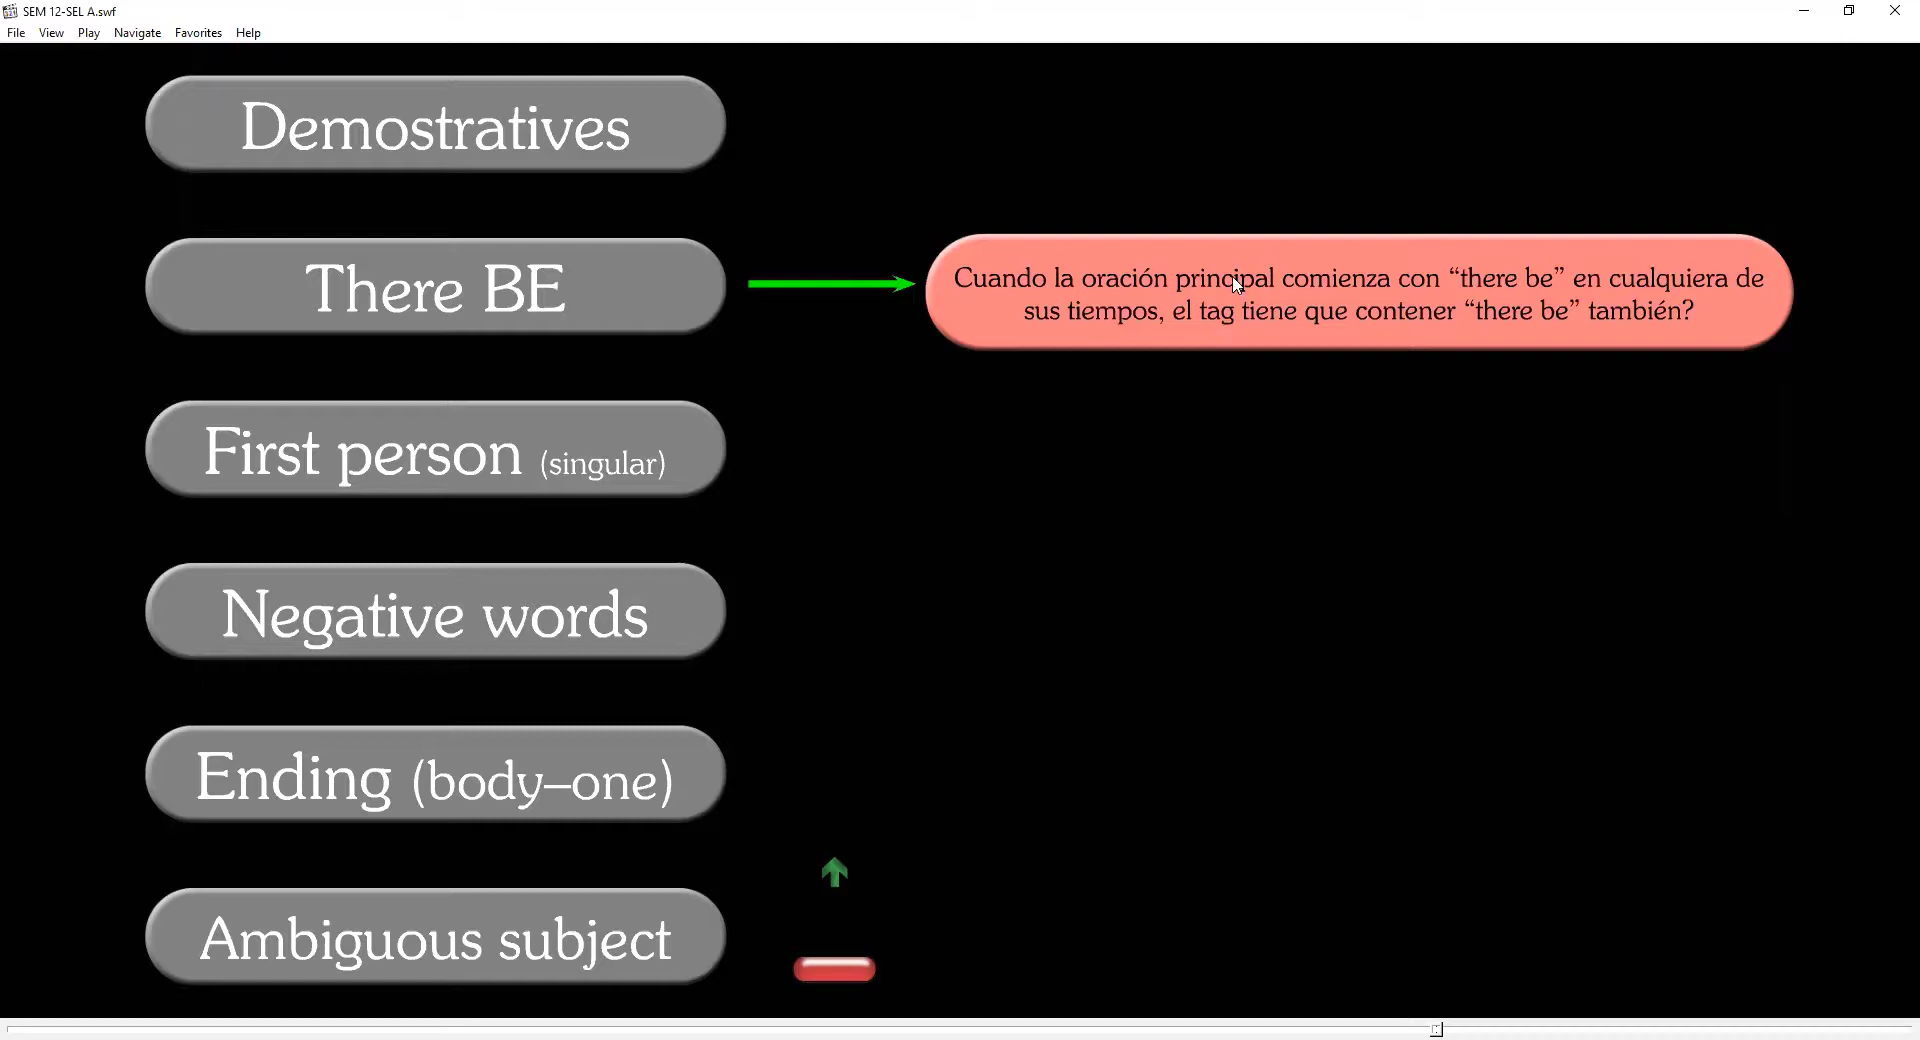 SEM 12-SEL A.swf
File View Play Navigate Favorites Help
Demostratives
There BE
Cuando la oración principal comienza con “there be” en cualquiera de
sus tiempos, el tag tiene que contener “there be” también?
First person (singular)
Negative words
Ending (body–one)
Ambiguous subject